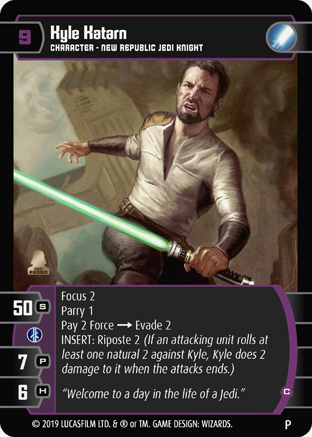 9
Kyle Katarn
CHARACTER - NEW REPUBLIC JEDI KNIGHT
50 S
7 P
6 H
Focus 2
Parry 1
Pay 2 Force → Evade 2
INSERT: Riposte 2 (If an attacking unit rolls at
least one natural 2 against Kyle, Kyle does 2
damage to it when the attacks ends.)
“Welcome to a day in the life of a Jedi.”
C
© 2019 LUCASFILM LTD. & ® or TM. GAME DESIGN: WIZARDS.
P